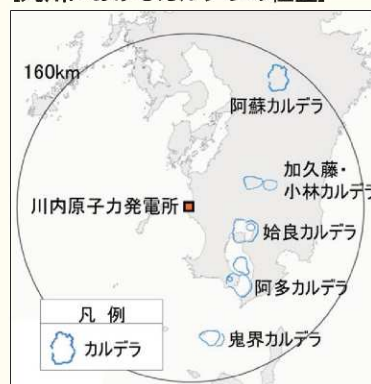 160km
阿蘇カルデラ
加久藤・
小林カルデラ
川内原子力発電所
姶良カルデラ
阿多カルデラ
鬼界カルデラ
凡 例
カルデラ